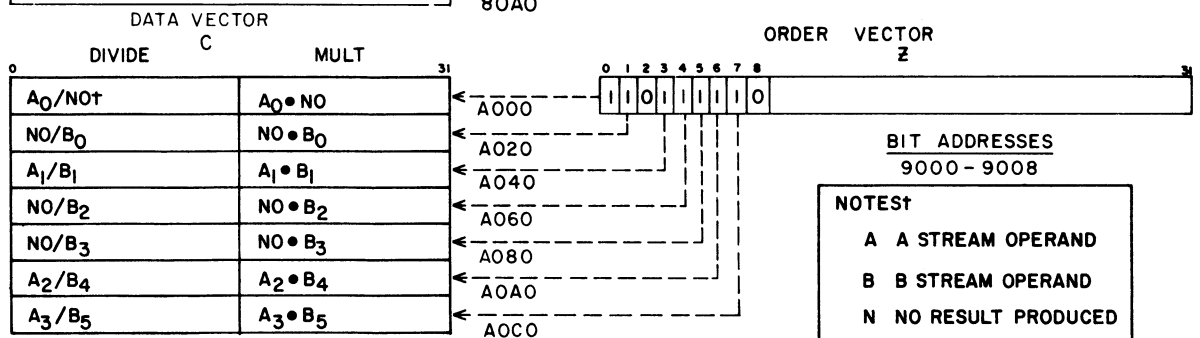 80A0
DATA VECTOR
C
DIVIDE MULT
0 31
A0/NO† A0•NO
NO/B0 NO•B0
A1/B1 A1•B1
NO/B2 NO•B2
NO/B3 NO•B3
A2/B4 A2•B4
A3/B5 A3•B5
A000
A020
A040
A060
A080
A0A0
A0C0
ORDER VECTOR
Z
0 1 2 3 4 5 6 7 8 31
1 1 0 1 1 1 1 1 0
BIT ADDRESSES
9000-9008
NOTES†
A A STREAM OPERAND
B B STREAM OPERAND
N NO RESULT PRODUCED